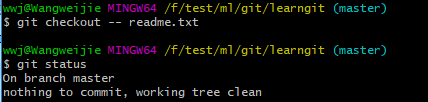 wwj@Wangweijie MINGW64 /f/test/ml/git/learngit (master)
$ git checkout -- readme.txt
wwj@Wangweijie MINGW64 /f/test/ml/git/learngit (master)
$ git status
On branch master
nothing to commit, working tree clean